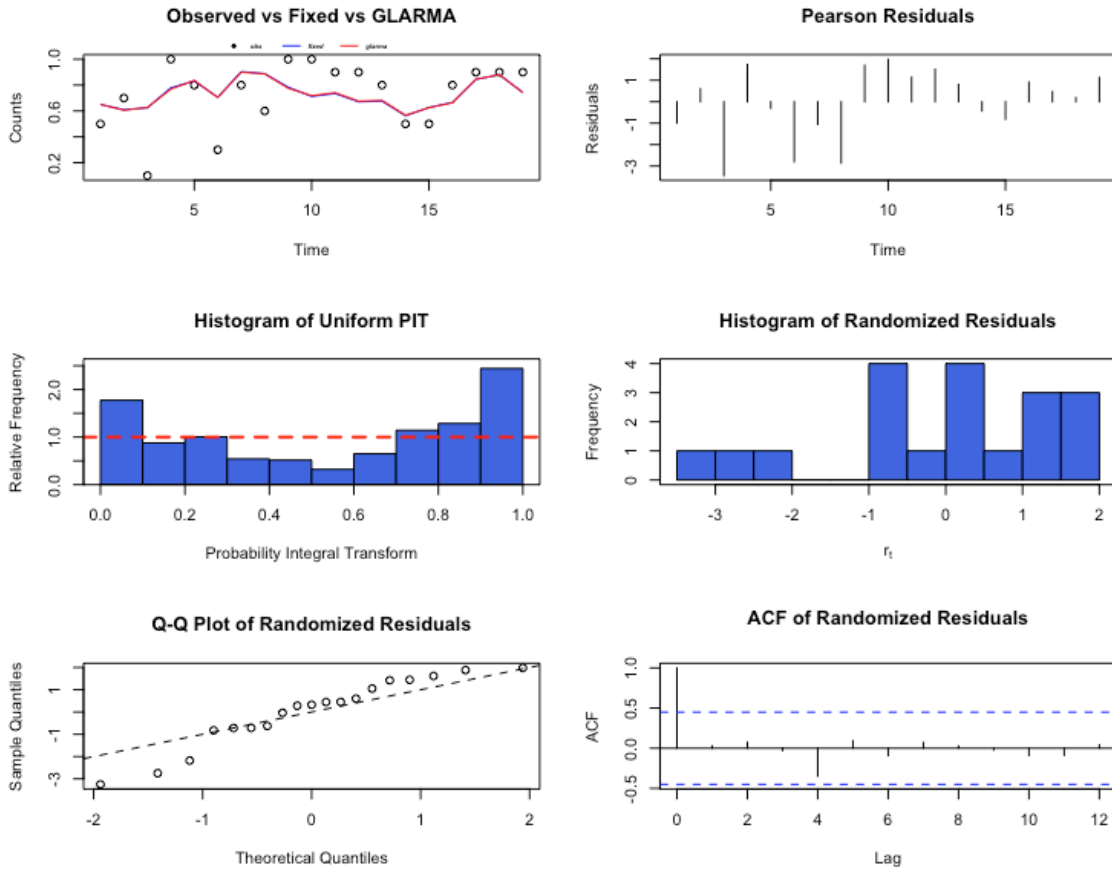 Observed vs Fixed vs GLARMA
obs fixed glarma
Counts
0.2 0.6 1.0
5 10 15
Time
Pearson Residuals
Residuals
-3 -1 1
5 10 15
Time
Histogram of Uniform PIT
Relative Frequency
0.0 1.0 2.0
0.0 0.2 0.4 0.6 0.8 1.0
Probability Integral Transform
Histogram of Randomized Residuals
Frequency
0 1 2 3 4
-3 -2 -1 0 1 2
rt
Q-Q Plot of Randomized Residuals
Sample Quantiles
-3 -1 1
-2 -1 0 1 2
Theoretical Quantiles
ACF of Randomized Residuals
ACF
-0.5 0.0 0.5 1.0
0 2 4 6 8 10 12
Lag